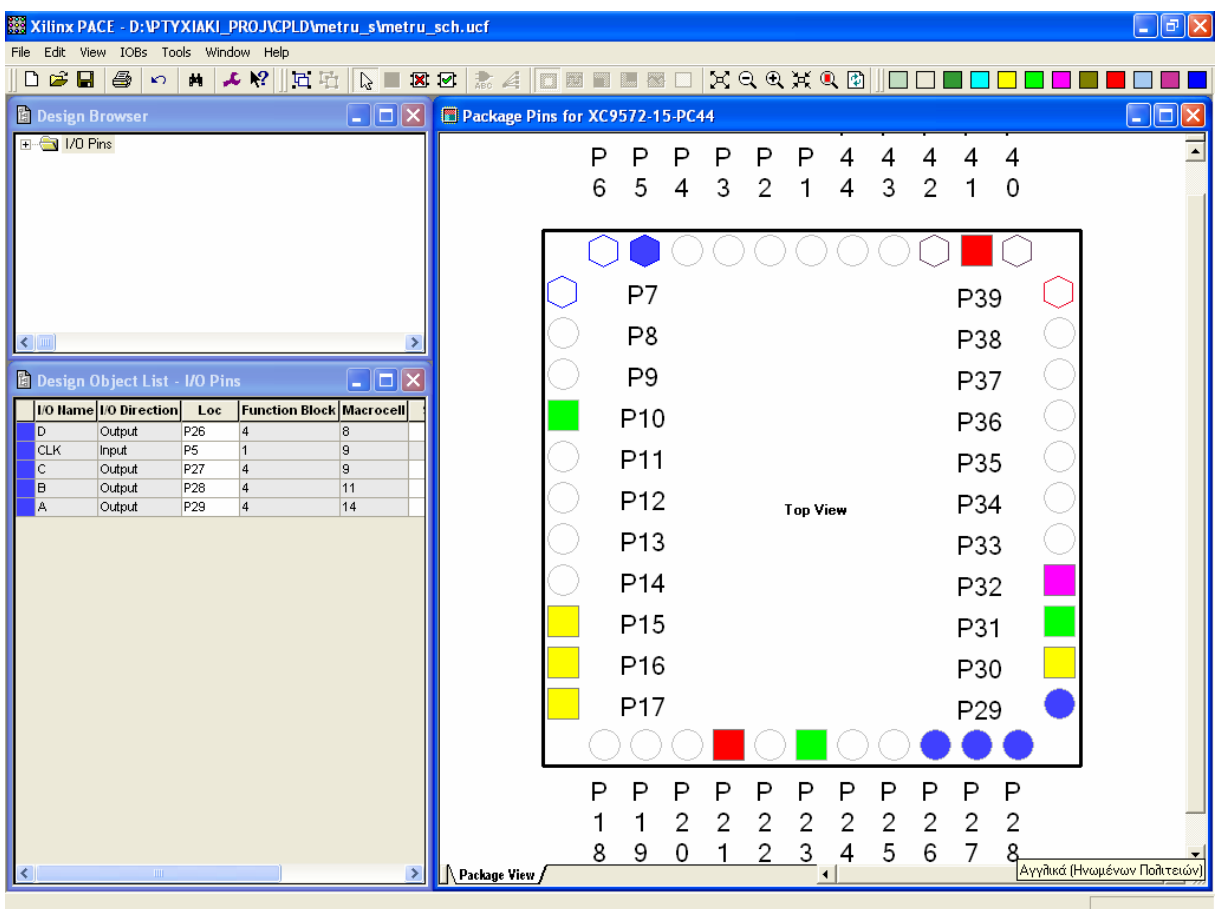 Xilinx PACE - D:\PTYXIAKI_PROJ\CPLD\metru_s\metru_sch.ucf
File Edit View IOBs Tools Window Help
ABC
Design Browser
I/O Pins
Design Object List - I/O Pins
I/O Name I/O Direction Loc Function Block Macrocell
D Output P26 4 8
CLK Input P5 1 9
C Output P27 4 9
B Output P28 4 11
A Output P29 4 14
Package Pins for XC9572-15-PC44
P P P P P P 4 4 4 4 4
6 5 4 3 2 1 4 3 2 1 0
P7 P39
P8 P38
P9 P37
P10 P36
P11 P35
P12 Top View P34
P13 P33
P14 P32
P15 P31
P16 P30
P17 P29
P P P P P P P P P P P
1 1 2 2 2 2 2 2 2 2 2
8 9 0 1 2 3 4 5 6 7 8
Package View
Αγγλικά (Ηνωμένων Πολιτειών)